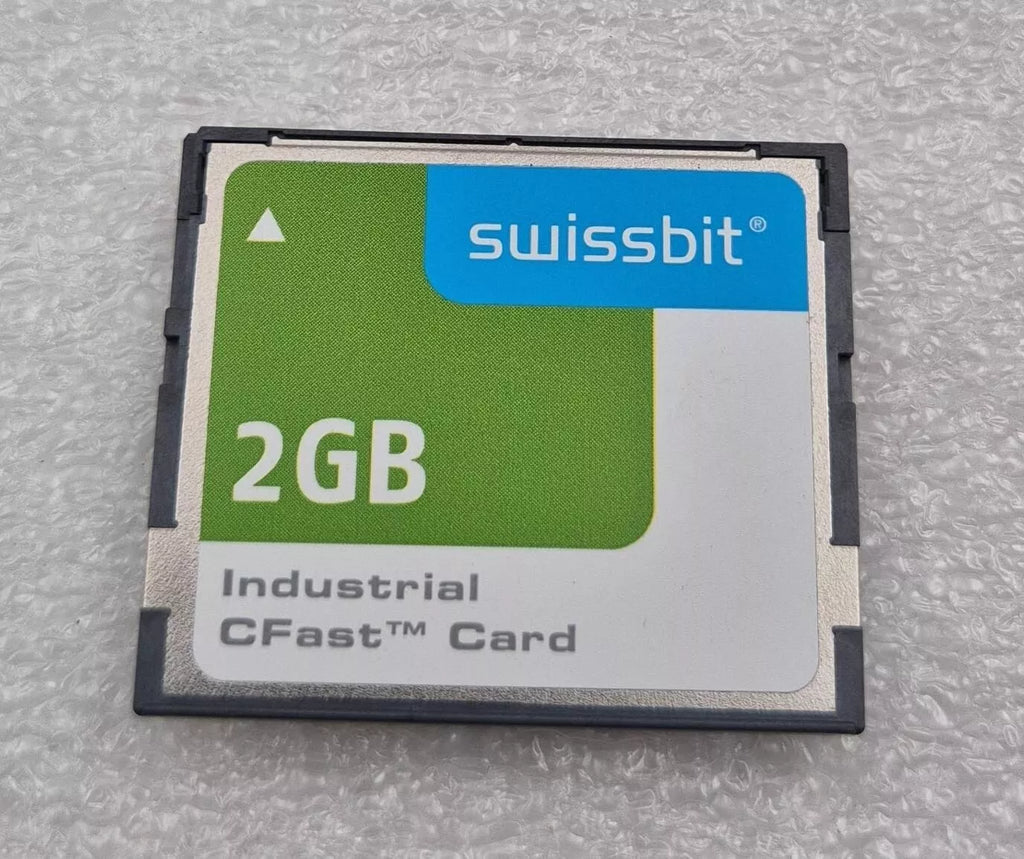 swissbit®
2GB
Industrial
CFast™ Card